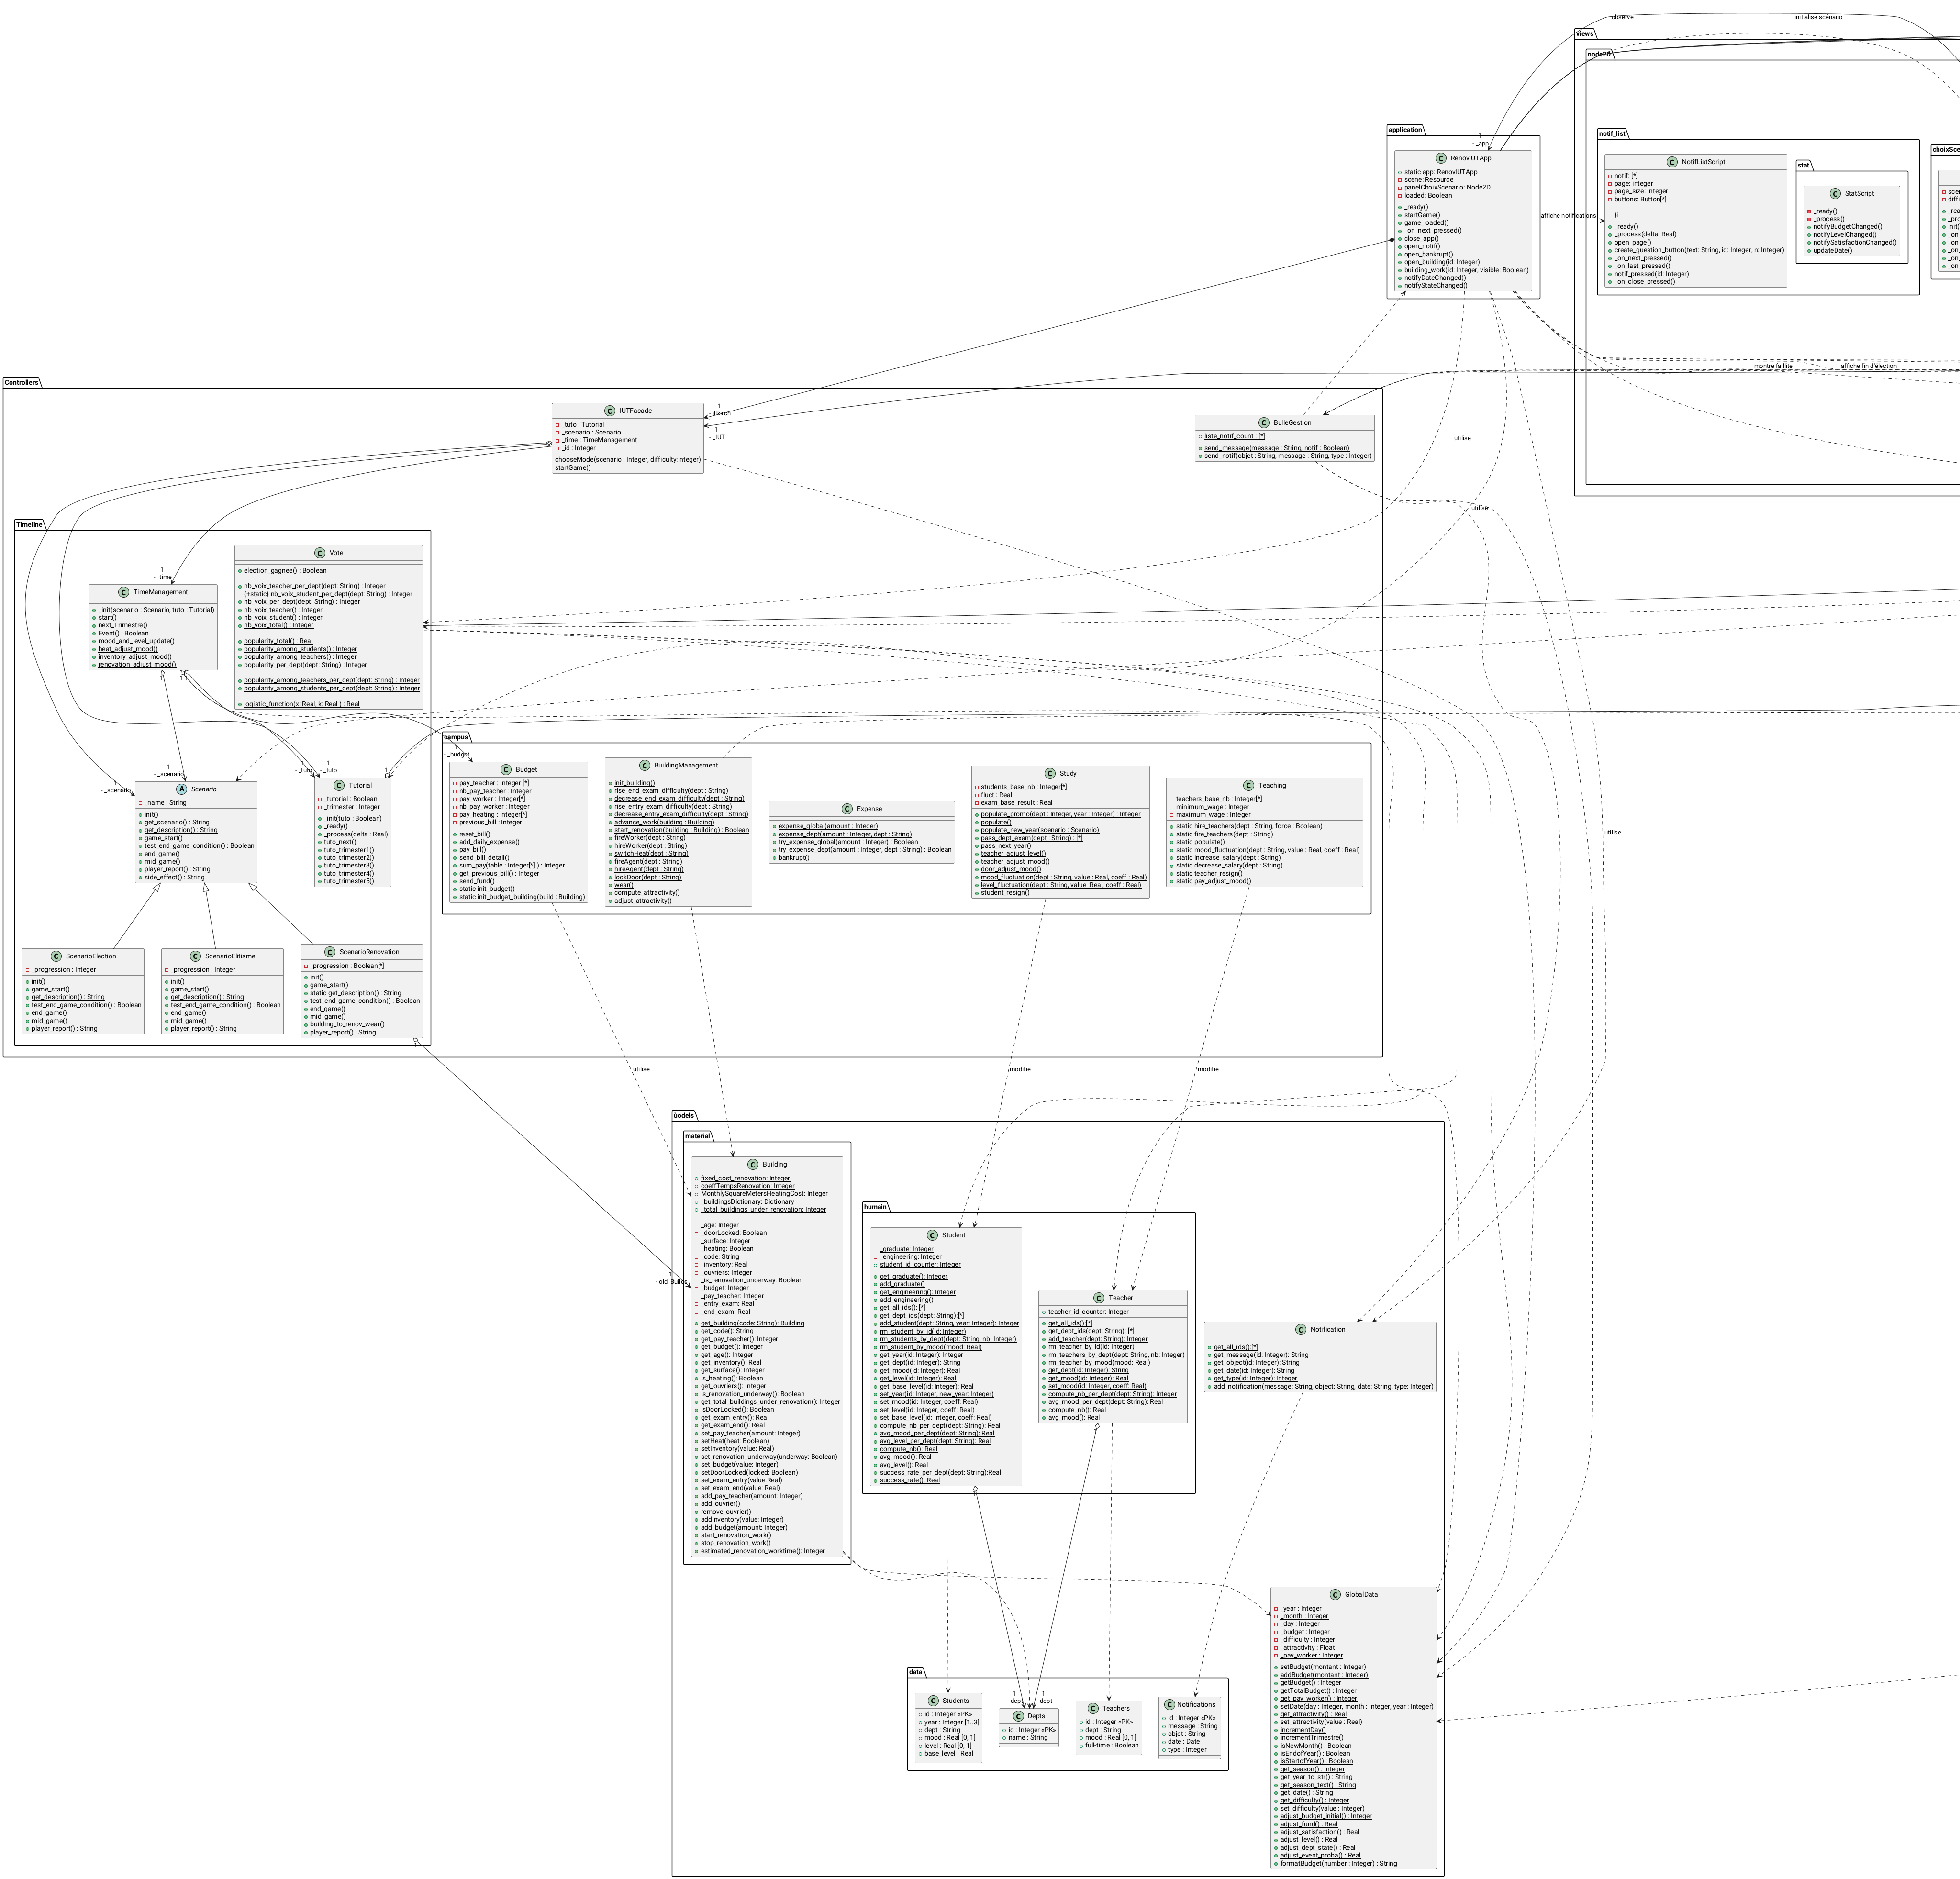 observe
initialise scénario
views
node2D
notif_list
NotifListScript
notif: [*]
page: integer
page_size: Integer
buttons: Button[*]
}i
_ready()
_process(delta: Real)
open_page()
create_question_button(text: String, id: Integer, n: Integer)
_on_next_pressed()
_on_last_pressed()
notif_pressed(id: Integer)
_on_close_pressed()
stat
StatScript
_ready()
_process()
notifyBudgetChanged()
notifyLevelChanged()
notifySatisfactionChanged()
updateDate()
application
1
- _app
RenovIUTApp
static app: RenovIUTApp
scene: Resource
panelChoixScenario: Node2D
loaded: Boolean
_ready()
startGame()
game_loaded()
_on_next_pressed()
close_app()
open_notif()
open_bankrupt()
open_building(id: Integer)
building_work(id: Integer, visible: Boolean)
notifyDateChanged()
notifyStateChanged()
affiche notifications
montre faillite
affiche fin d'élection
Controllers
IUTFacade
_tuto : Tutorial
_scenario : Scenario
_time : TimeManagement
_id : Integer
chooseMode(scenario : Integer, difficulty:Integer)
startGame()
1
- illkirch
1
- _IUT
BulleGestion
liste_notif_count : [*]
send_message(message : String, notif : Boolean)
send_notif(objet : String, message : String, type : Integer)
utilise
utilise
utilise
Timeline
1
- _time
TimeManagement
_init(scenario : Scenario, tuto : Tutorial)
start()
next_Trimestre()
Event() : Boolean
mood_and_level_update()
heat_adjust_mood()
inventory_adjust_mood()
renovation_adjust_mood()
1
1 1
Vote
election_gagnee() : Boolean
nb_voix_teacher_per_dept(dept: String) : Integer
{+static} nb_voix_student_per_dept(dept: String) : Integer
nb_voix_per_dept(dept: String) : Integer
nb_voix_teacher() : Integer
nb_voix_student() : Integer
nb_voix_total() : Integer
popularity_total() : Real
popularity_among_students() : Integer
popularity_among_teachers() : Integer
popularity_per_dept(dept: String) : Integer
popularity_among_teachers_per_dept(dept: String) : Integer
popularity_among_students_per_dept(dept: String) : Integer
logistic_function(x: Real, k: Real ) : Real
1
- _scenario
1
- _scenario
Scenario
_name : String
init()
get_scenario() : String
get_description() : String
game_start()
test_end_game_condition() : Boolean
end_game()
mid_game()
player_report() : String
side_effect() : String
1
- _tuto
1
- _tuto
1
Tutorial
_tutorial : Boolean
_trimester : Integer
_init(tuto : Boolean)
_ready()
_process(delta : Real)
tuto_next()
tuto_trimester1()
tuto_trimester2()
tuto_trimester3()
tuto_trimester4()
tuto_trimester5()
ScenarioElection
_progression : Integer
init()
game_start()
get_description() : String
test_end_game_condition() : Boolean
end_game()
mid_game()
player_report() : String
ScenarioElitisme
_progression : Integer
init()
game_start()
get_description() : String
test_end_game_condition() : Boolean
end_game()
mid_game()
player_report() : String
ScenarioRenovation
_progression : Boolean[*]
init()
game_start()
static get_description() : String
test_end_game_condition() : Boolean
end_game()
mid_game()
building_to_renov_wear()
player_report() : String
1
campus
1
- _budget
Budget
pay_teacher : Integer [*]
nb_pay_teacher : Integer
pay_worker : Integer[*]
nb_pay_worker : Integer
pay_heating : Integer[*]
previous_bill : Integer
reset_bill()
add_daily_expense()
pay_bill()
send_bill_detail()
sum_pay(table : Integer[*] ) : Integer
get_previous_bill() : Integer
send_fund()
static init_budget()
static init_budget_building(build : Building)
BuildingManagement
init_building()
rise_end_exam_difficulty(dept : String)
decrease_end_exam_difficulty(dept : String)
rise_entry_exam_difficulty(dept : String)
decrease_entry_exam_difficulty(dept : String)
advance_work(building : Building)
start_renovation(building : Building) : Boolean
fireWorker(dept : String)
hireWorker(dept : String)
switchHeat(dept : String)
fireAgent(dept : String)
hireAgent(dept : String)
lockDoor(dept : String)
wear()
compute_attractivity()
adjust_attractivity()
Expense
expense_global(amount : Integer)
expense_dept(amount : Integer, dept : String)
try_expense_global(amount : Integer) : Boolean
try_expense_dept(amount : Integer, dept : String) : Boolean
bankrupt()
Study
students_base_nb : Integer[*]
fluct : Real
exam_base_result : Real
populate_promo(dept : Integer, year : Integer) : Integer
populate()
populate_new_year(scenario : Scenario)
pass_dept_exam(dept : String) : [*]
pass_next_year()
teacher_adjust_level()
teacher_adjust_mood()
door_adjust_mood()
mood_fluctuation(dept : String, value : Real, coeff : Real)
level_fluctuation(dept : String, value :Real, coeff : Real)
student_resign()
Teaching
teachers_base_nb : Integer[*]
minimum_wage : Integer
maximum_wage : Integer
static hire_teachers(dept : String, force : Boolean)
static fire_teachers(dept : String)
static populate()
static mood_fluctuation(dept : String, value : Real, coeff : Real)
static increase_salary(dept : String)
static decrease_salary(dept : String)
static teacher_resign()
static pay_adjust_mood()
utilise
modifie
modifie
ùodels
material
Building
fixed_cost_renovation: Integer
coeffTempsRenovation: Integer
MonthlySquareMetersHeatingCost: Integer
_buildingsDictionary: Dictionary
_total_buildings_under_renovation: Integer
_age: Integer
_doorLocked: Boolean
_surface: Integer
_heating: Boolean
_code: String
_inventory: Real
_ouvriers: Integer
_is_renovation_underway: Boolean
_budget: Integer
_pay_teacher: Integer
_entry_exam: Real
_end_exam: Real
get_building(code: String): Building
get_code(): String
get_pay_teacher(): Integer
get_budget(): Integer
get_age(): Integer
get_inventory(): Real
get_surface(): Integer
is_heating(): Boolean
get_ouvriers(): Integer
is_renovation_underway(): Boolean
get_total_buildings_under_renovation(): Integer
isDoorLocked(): Boolean
get_exam_entry(): Real
get_exam_end(): Real
set_pay_teacher(amount: Integer)
setHeat(heat: Boolean)
setInventory(value: Real)
set_renovation_underway(underway: Boolean)
set_budget(value: Integer)
setDoorLocked(locked: Boolean)
set_exam_entry(value:Real)
set_exam_end(value: Real)
add_pay_teacher(amount: Integer)
add_ouvrier()
remove_ouvrier()
addInventory(value: Integer)
add_budget(amount: Integer)
start_renovation_work()
stop_renovation_work()
estimated_renovation_worktime(): Integer
humain
Student
_graduate: Integer
_engineering: Integer
student_id_counter: Integer
get_graduate(): Integer
add_graduate()
get_engineering(): Integer
add_engineering()
get_all_ids(): [*]
get_dept_ids(dept: String):[*]
add_student(dept: String, year: Integer): Integer
rm_student_by_id(id: Integer)
rm_students_by_dept(dept: String, nb: Integer)
rm_student_by_mood(mood: Real)
get_year(id: Integer): Integer
get_dept(id: Integer): String
get_mood(id: Integer): Real
get_level(id: Integer): Real
get_base_level(id: Integer): Real
set_year(id: Integer, new_year: Integer)
set_mood(id: Integer, coeff: Real)
set_level(id: Integer, coeff: Real)
set_base_level(id: Integer, coeff: Real)
compute_nb_per_dept(dept: String): Real
avg_mood_per_dept(dept: String): Real
avg_level_per_dept(dept: String): Real
compute_nb(): Real
avg_mood(): Real
avg_level(): Real
success_rate_per_dept(dept: String):Real
success_rate(): Real
1
Teacher
teacher_id_counter: Integer
get_all_ids():[*]
get_dept_ids(dept: String): [*]
add_teacher(dept: String): Integer
rm_teacher_by_id(id: Integer)
rm_teachers_by_dept(dept: String, nb: Integer)
rm_teacher_by_mood(mood: Real)
get_dept(id: Integer): String
get_mood(id: Integer): Real
set_mood(id: Integer, coeff: Real)
compute_nb_per_dept(dept: String): Integer
avg_mood_per_dept(dept: String): Real
compute_nb(): Real
avg_mood(): Real
1
Notification
get_all_ids():[*]
get_message(id: Integer): String
get_object(id: Integer): String
get_date(id: Integer): String
get_type(id: Integer): Integer
add_notification(message: String, object: String, date: String, type: Integer)
GlobalData
_year : Integer
_month : Integer
_day : Integer
_budget : Integer
_difficulty : Integer
_attractivity : Float
_pay_worker : Integer
setBudget(montant : Integer)
addBudget(montant : Integer)
getBudget() : Integer
getTotalBudget() : Integer
get_pay_worker() : Integer
setDate(day : Integer, month : Integer, year : Integer)
get_attractivity() : Real
set_attractivity(value : Real)
incrementDay()
incrementTrimestre()
isNewMonth() : Boolean
isEndofYear() : Boolean
isStartofYear() : Boolean
get_season() : Integer
get_year_to_str() : String
get_season_text() : String
get_date() : String
get_difficulty() : Integer
set_difficulty(value : Integer)
adjust_budget_initial() : Integer
adjust_fund() : Real
adjust_satisfaction() : Real
adjust_level() : Real
adjust_dept_state() : Real
adjust_event_proba() : Real
formatBudget(number : Integer) : String
data
Students
id : Integer «PK»
year : Integer [1..3]
dept : String
mood : Real [0, 1]
level : Real [0, 1]
base_level : Real
1
- dept
1
- dept
Depts
id : Integer «PK»
name : String
Teachers
id : Integer «PK»
dept : String
mood : Real [0, 1]
full-time : Boolean
Notifications
id : Integer «PK»
message : String
objet : String
date : Date
type : Integer